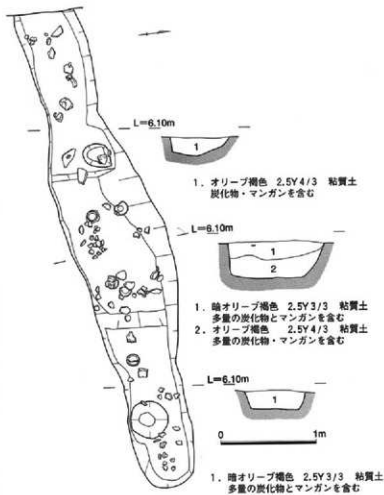 L=6.10m
1
1. オリーブ褐色 2.5Y4/3 粘質土
炭化物・マンガンを含む
L=6.10m
1
2
1. 暗オリーブ褐色 2.5Y3/3 粘質土
多量の炭化物とマンガンを含む
2. オリーブ褐色 2.5Y4/3 粘質土
多量の炭化物・マンガンを含む
L=6.10m
1
0 1m
1. 暗オリーブ褐色 2.5Y3/3 粘質土
多量の炭化物とマンガンを含む